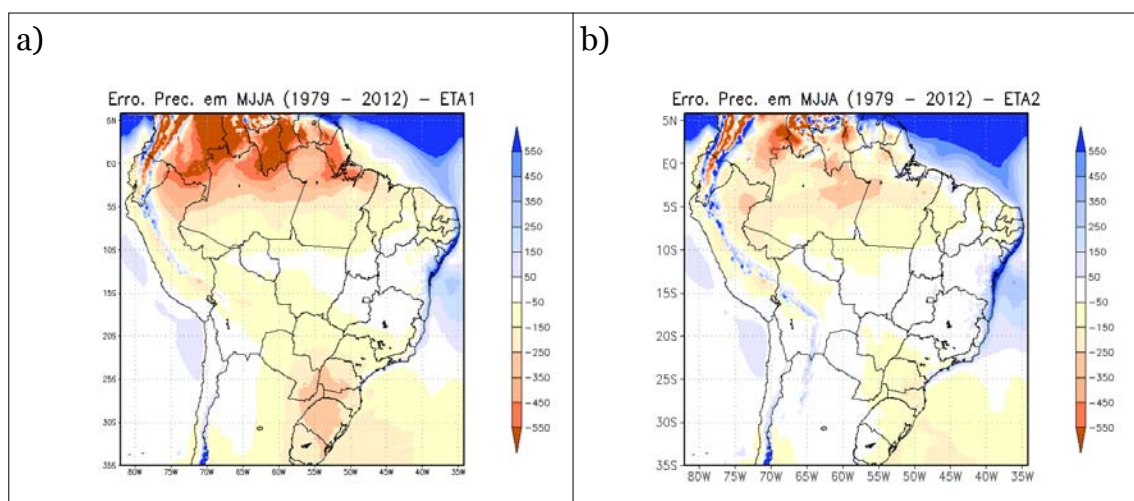 a)
Erro. Prec. em MJJA (1979 – 2012) – ETA1
5N
EQ
5S
10S
15S
20S
25S
30S
35S
80W 75W 70W 65W 60W 55W 50W 45W 40W 35W
550
450
350
250
150
50
−50
−150
−250
−350
−450
−550
b)
Erro. Prec. em MJJA (1979 – 2012) – ETA2
5N
EQ
5S
10S
15S
20S
25S
30S
35S
80W 75W 70W 65W 60W 55W 50W 45W 40W 35W
550
450
350
250
150
50
−50
−150
−250
−350
−450
−550